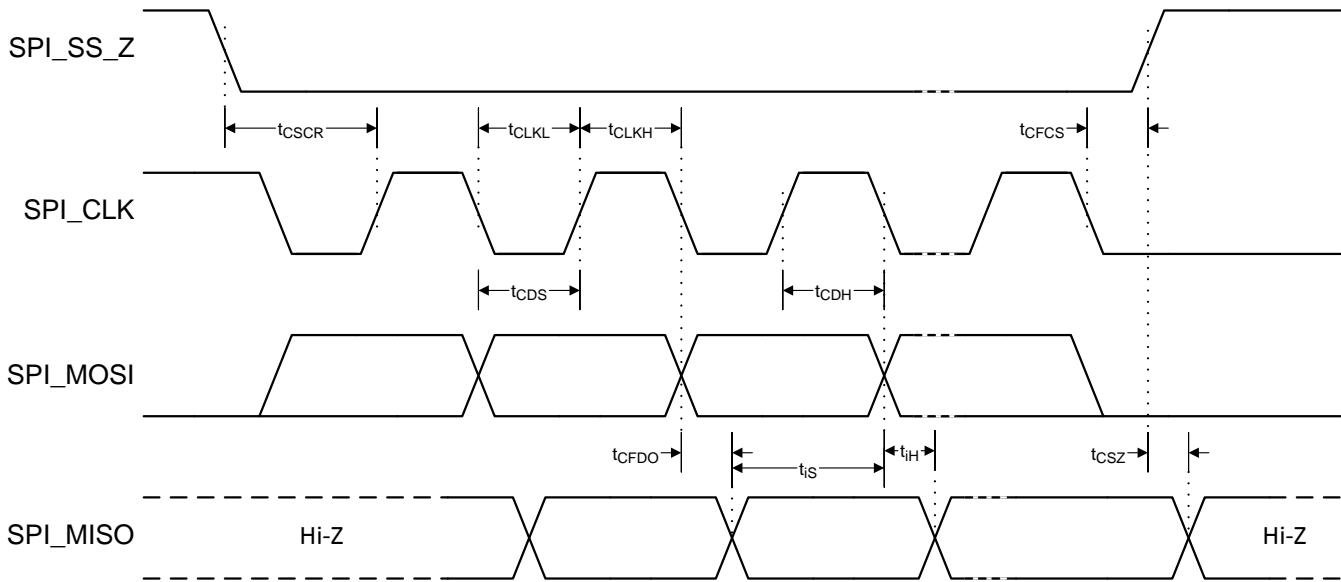 SPI_SS_Z
tCSCR
tCLKL
tCLKH
tCFCS
SPI_CLK
tCDS
tCDH
SPI_MOSI
tCFDO
tiS
tiH
tCSZ
SPI_MISO
Hi-Z
Hi-Z